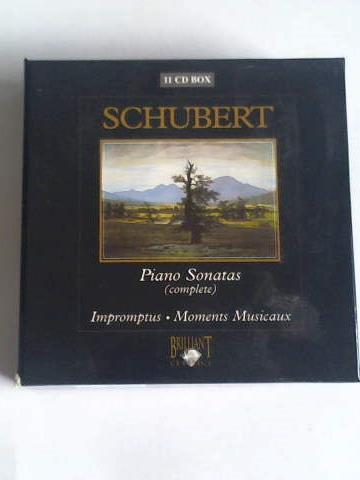 11 CD BOX
SCHUBERT
Piano Sonatas
(complete)
Impromptus • Moments Musicaux
BRILLIANT
CLASSICS